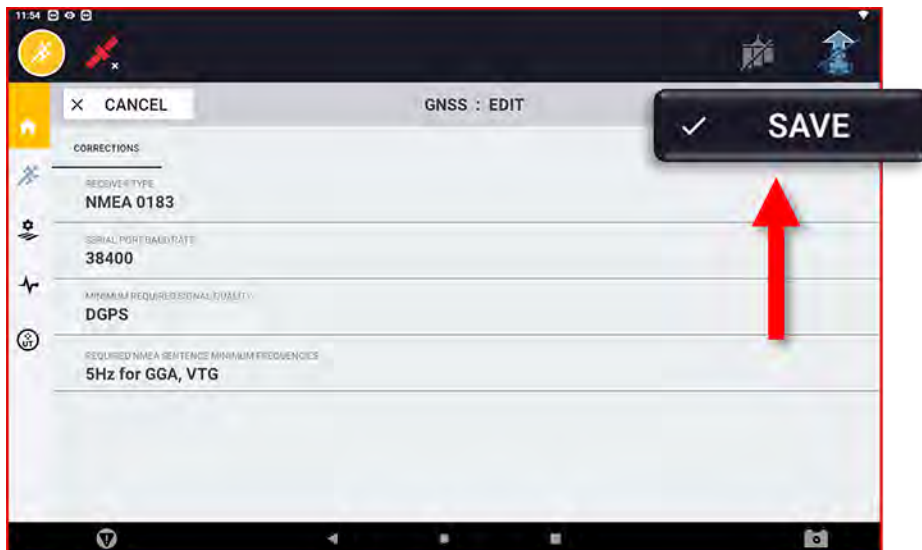 11:54
CANCEL
GNSS : EDIT
SAVE
CORRECTIONS
RECEIVER TYPE
NMEA 0183
SERIAL PORT BAUD RATE
38400
MINIMUM REQUIRED SIGNAL QUALITY
DGPS
REQUIRED NMEA SENTENCE MINIMUM FREQUENCIES
5Hz for GGA, VTG
UT